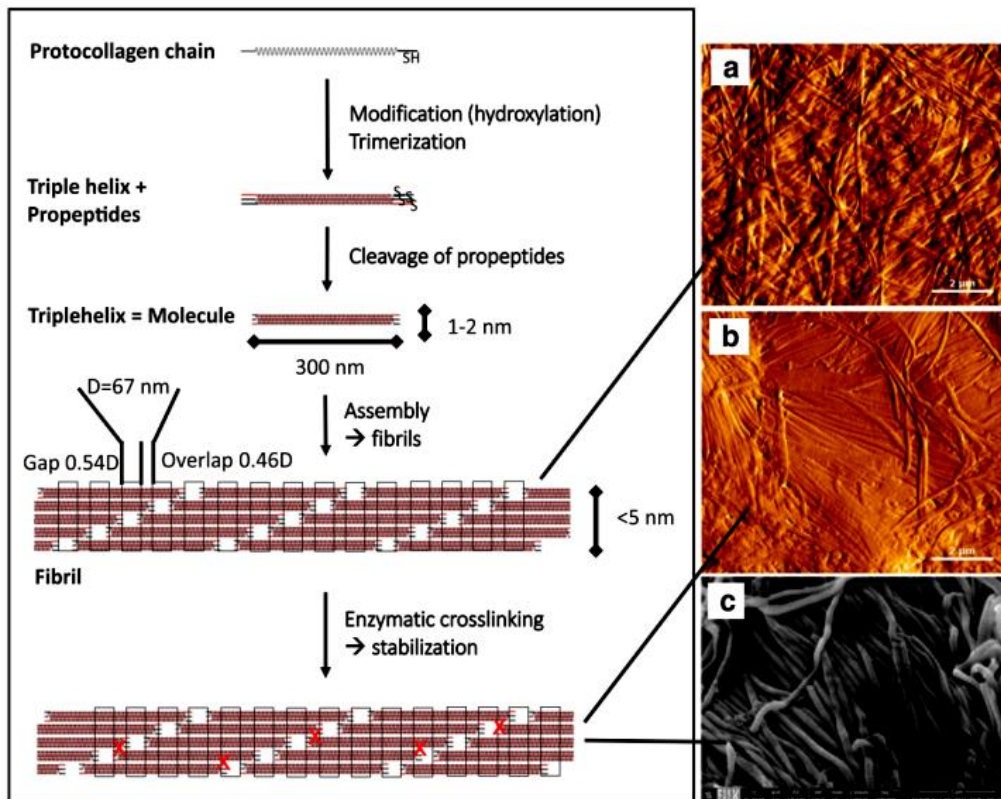 Protocollagen chain
SH
Modification (hydroxylation)
Trimerization
Triple helix +
Propeptides
S
S S
S
S
Cleavage of propeptides
Triplehelix = Molecule
1-2 nm
300 nm
D=67 nm
Assembly
→ fibrils
Gap 0.54D
Overlap 0.46D
<5 nm
Fibril
Enzymatic crosslinking
→ stabilization
X
X
X
X
X
a
2 µm
b
2 µm
c